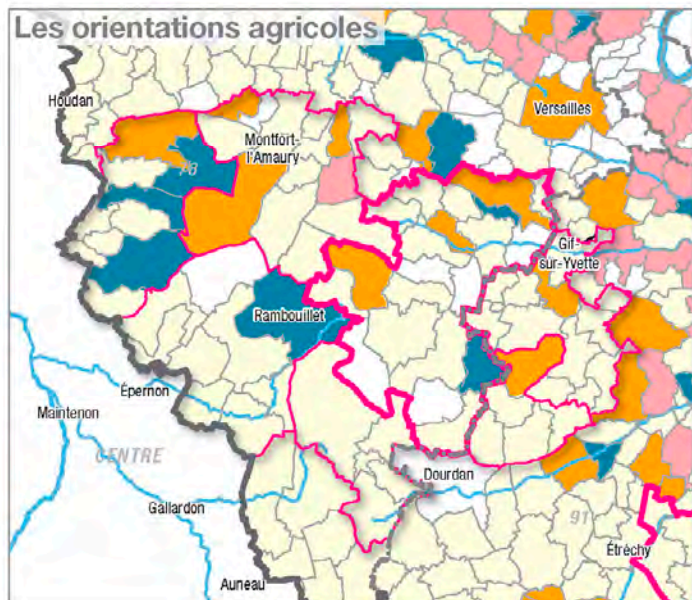 Les orientations agricoles
Houdan
Versailles
Montfort-
l'Amaury
78
Gif-
sur-Yvette
Rambouillet
Épernon
Maintenon
CENTRE
Dourdan
Gallardon
91
Étréchy
Auneau